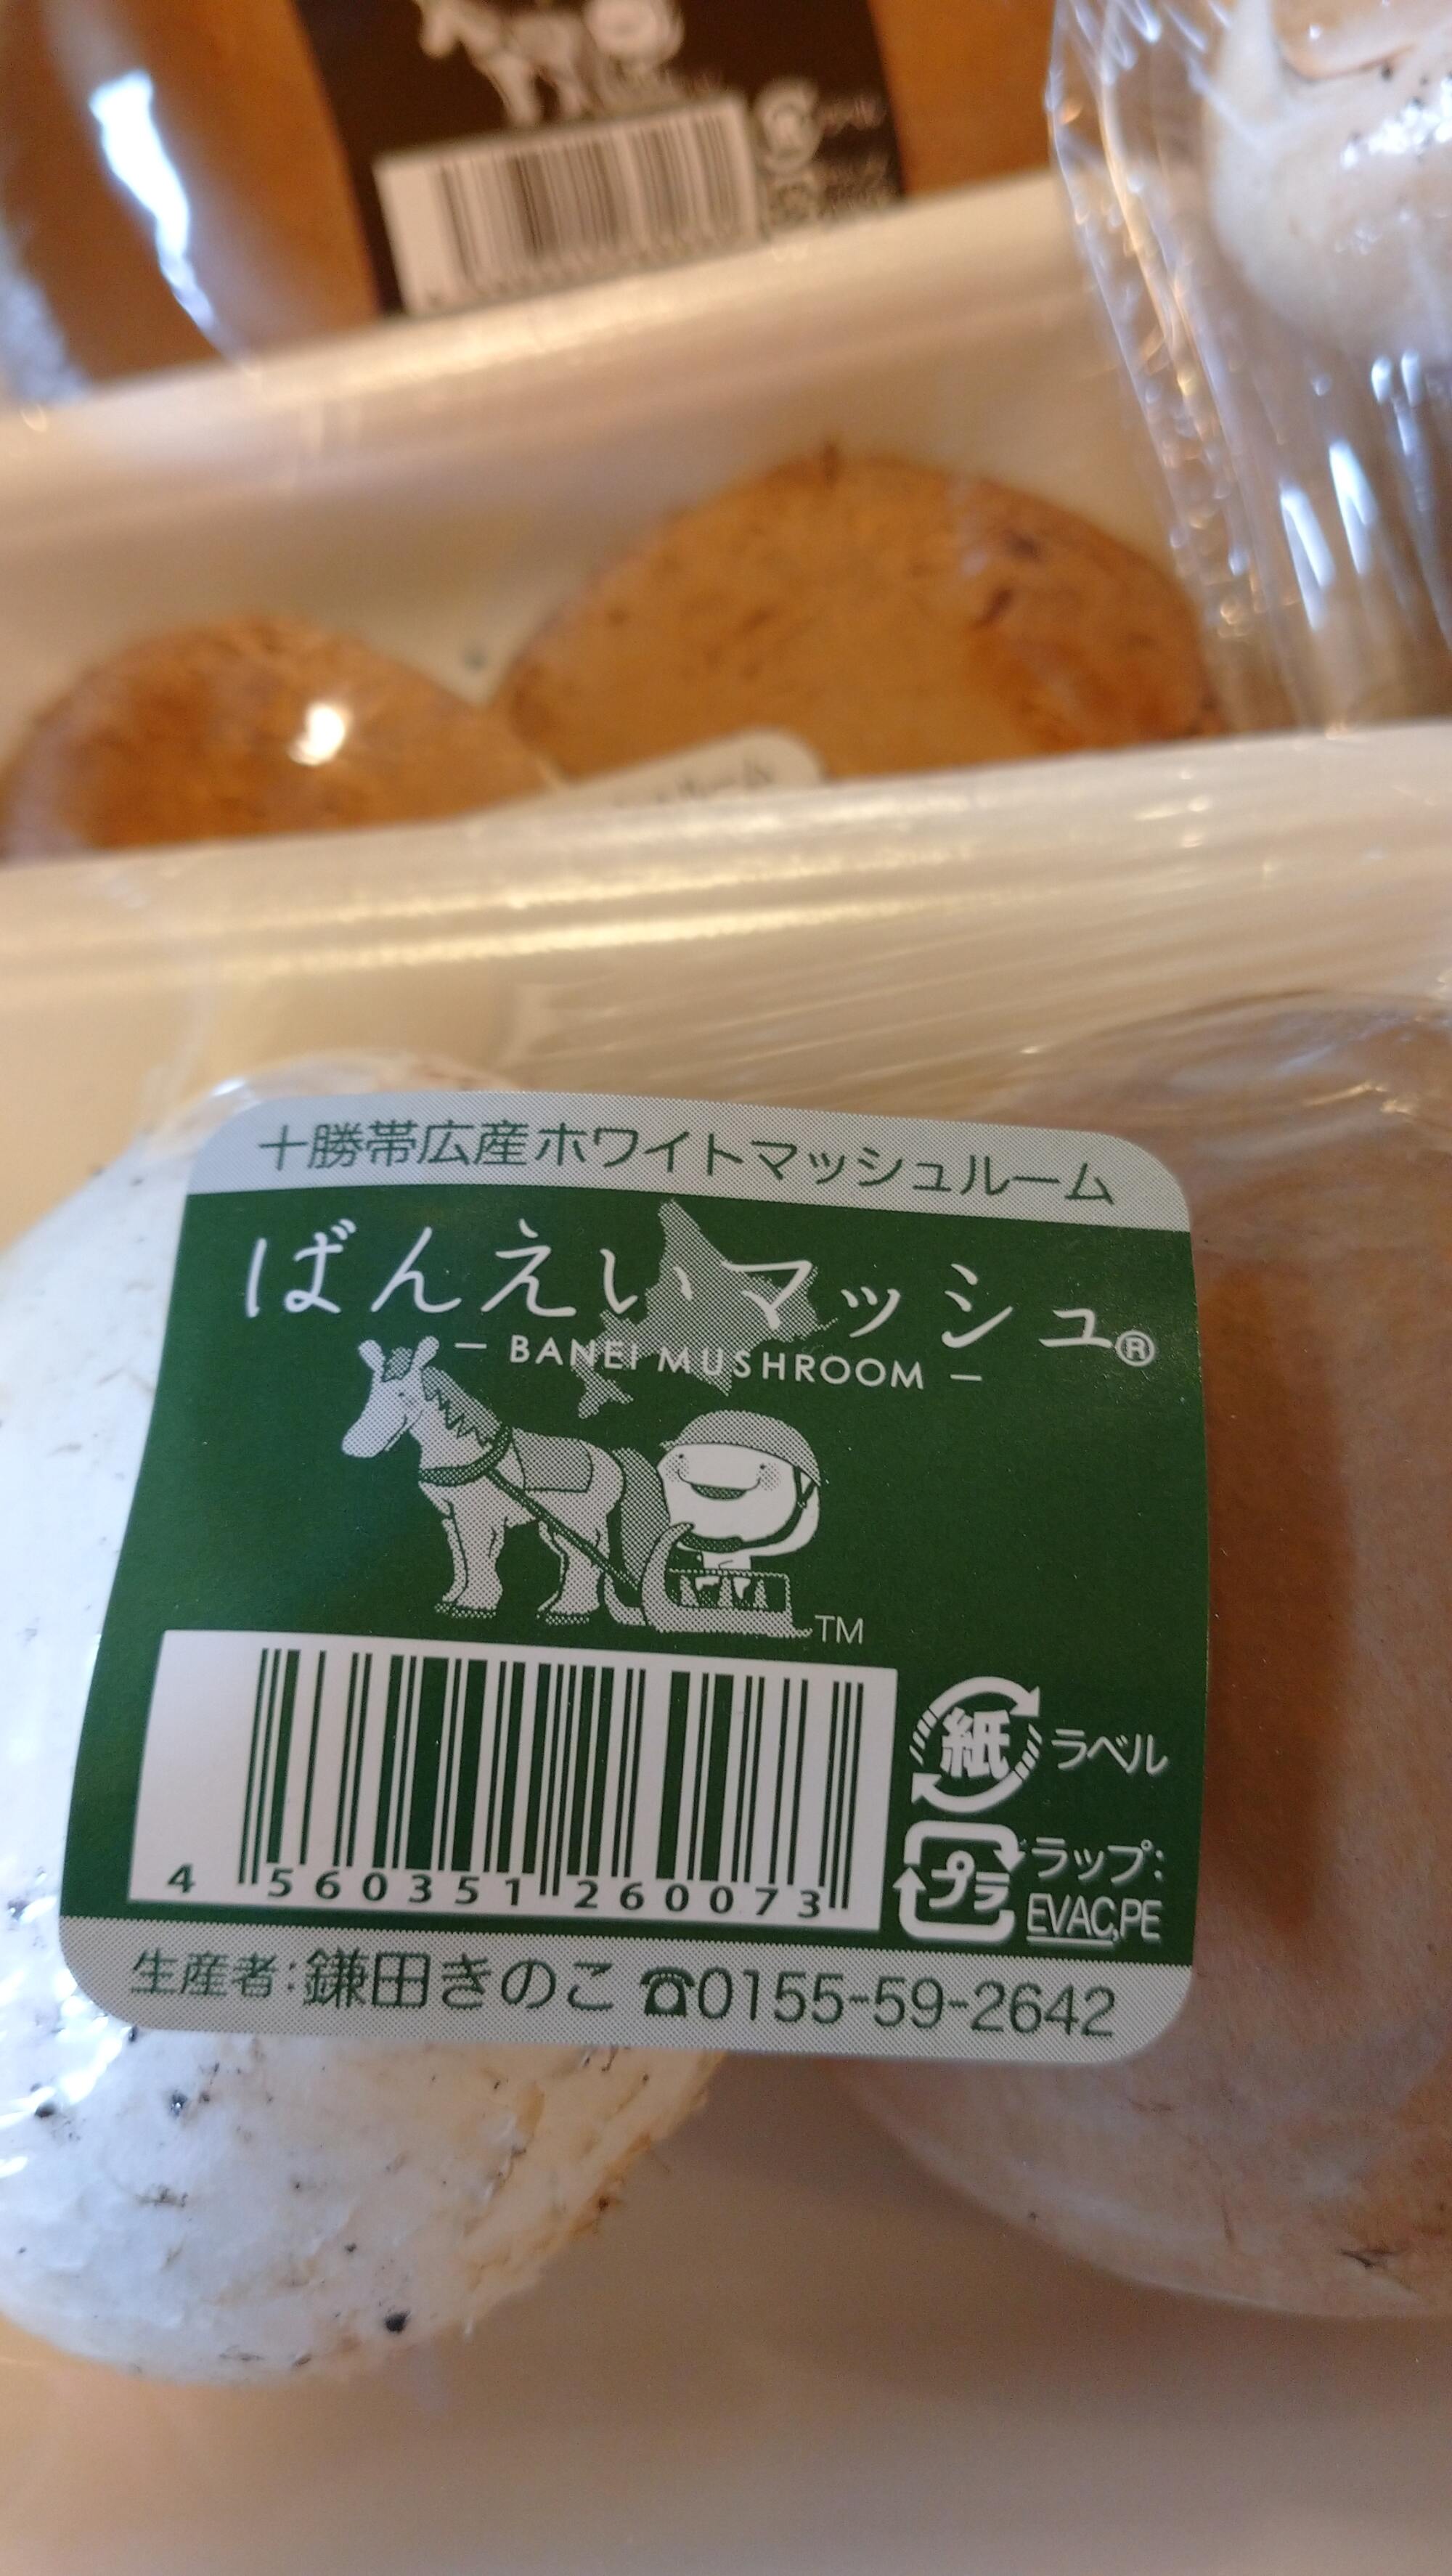 十勝帯広産ホワイトマッシュルーム
ばんえいマッシュ®
— BANEI MUSHROOM —
TM
紙 ラベル
プラ ラップ:
EVAC,PE
4 560351 260073
生産者:鎌田きのこ ☎0155-59-2642